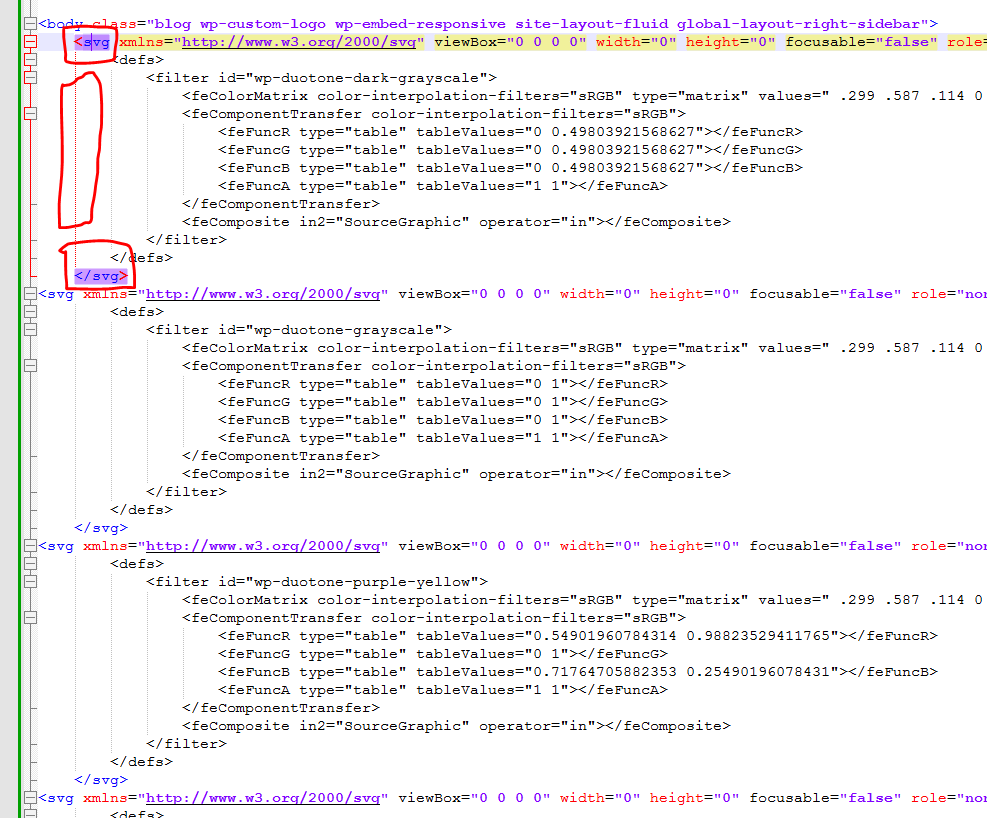 <body class="blog wp-custom-logo wp-embed-responsive site-layout-fluid global-layout-right-sidebar">
<svg xmlns="http://www.w3.org/2000/svg" viewBox="0 0 0 0" width="0" height="0" focusable="false" role=
<defs>
<filter id="wp-duotone-dark-grayscale">
<feColorMatrix color-interpolation-filters="sRGB" type="matrix" values=" .299 .587 .114 0
<feComponentTransfer color-interpolation-filters="sRGB">
<feFuncR type="table" tableValues="0 0.49803921568627"></feFuncR>
<feFuncG type="table" tableValues="0 0.49803921568627"></feFuncG>
<feFuncB type="table" tableValues="0 0.49803921568627"></feFuncB>
<feFuncA type="table" tableValues="1 1"></feFuncA>
</feComponentTransfer>
<feComposite in2="SourceGraphic" operator="in"></feComposite>
</filter>
</defs>
</svg>
<svg xmlns="http://www.w3.org/2000/svg" viewBox="0 0 0 0" width="0" height="0" focusable="false" role="non
<defs>
<filter id="wp-duotone-grayscale">
<feColorMatrix color-interpolation-filters="sRGB" type="matrix" values=" .299 .587 .114 0
<feComponentTransfer color-interpolation-filters="sRGB">
<feFuncR type="table" tableValues="0 1"></feFuncR>
<feFuncG type="table" tableValues="0 1"></feFuncG>
<feFuncB type="table" tableValues="0 1"></feFuncB>
<feFuncA type="table" tableValues="1 1"></feFuncA>
</feComponentTransfer>
<feComposite in2="SourceGraphic" operator="in"></feComposite>
</filter>
</defs>
</svg>
<svg xmlns="http://www.w3.org/2000/svg" viewBox="0 0 0 0" width="0" height="0" focusable="false" role="non
<defs>
<filter id="wp-duotone-purple-yellow">
<feColorMatrix color-interpolation-filters="sRGB" type="matrix" values=" .299 .587 .114 0
<feComponentTransfer color-interpolation-filters="sRGB">
<feFuncR type="table" tableValues="0.54901960784314 0.98823529411765"></feFuncR>
<feFuncG type="table" tableValues="0 1"></feFuncG>
<feFuncB type="table" tableValues="0.71764705882353 0.25490196078431"></feFuncB>
<feFuncA type="table" tableValues="1 1"></feFuncA>
</feComponentTransfer>
<feComposite in2="SourceGraphic" operator="in"></feComposite>
</filter>
</defs>
</svg>
<svg xmlns="http://www.w3.org/2000/svg" viewBox="0 0 0 0" width="0" height="0" focusable="false" role="non
<defs>